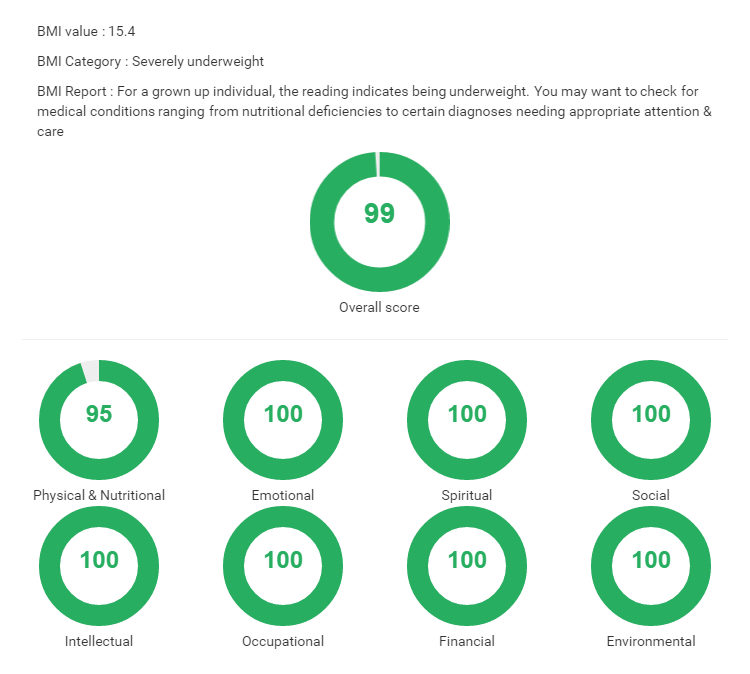 BMI value : 15.4
BMI Category : Severely underweight
BMI Report : For a grown up individual, the reading indicates being underweight. You may want to check for
medical conditions ranging from nutritional deficiencies to certain diagnoses needing appropriate attention &
care
99
Overall score
95 100 100 100
Physical & Nutritional Emotional Spiritual Social
100 100 100 100
Intellectual Occupational Financial Environmental